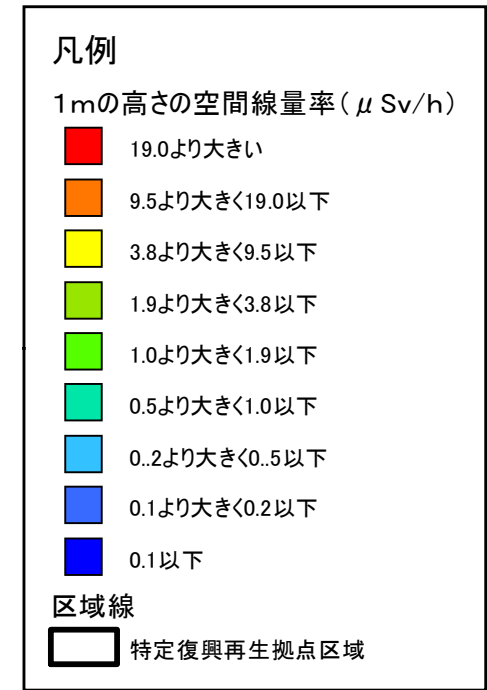 凡例
1mの高さの空間線量率(μSv/h)
19.0より大きい
9.5より大きく19.0以下
3.8より大きく9.5以下
1.9より大きく3.8以下
1.0より大きく1.9以下
0.5より大きく1.0以下
0..2より大きく0..5以下
0.1より大きく0.2以下
0.1以下
区域線
特定復興再生拠点区域